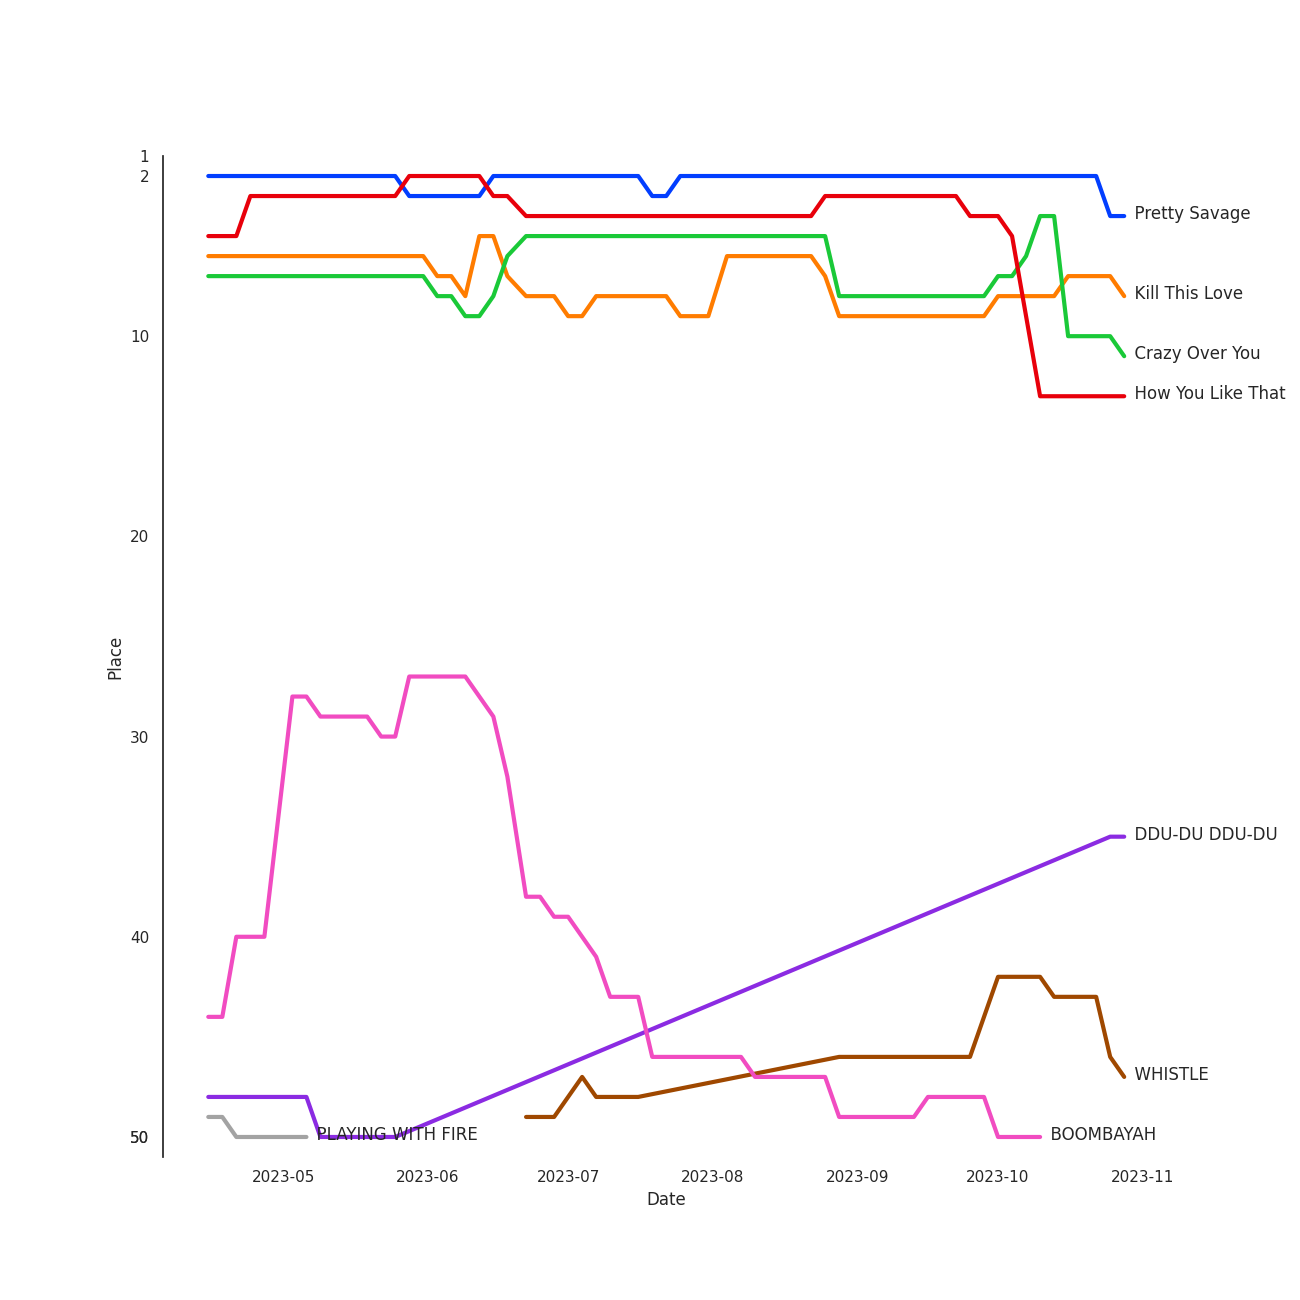 1
2
Pretty Savage
Kill This Love
10
Crazy Over You
How You Like That
20
Place
30
DDU-DU DDU-DU
40
WHISTLE
50
PLAYING WITH FIRE
BOOMBAYAH
2023-05
2023-06
2023-07
2023-08
2023-09
2023-10
2023-11
Date